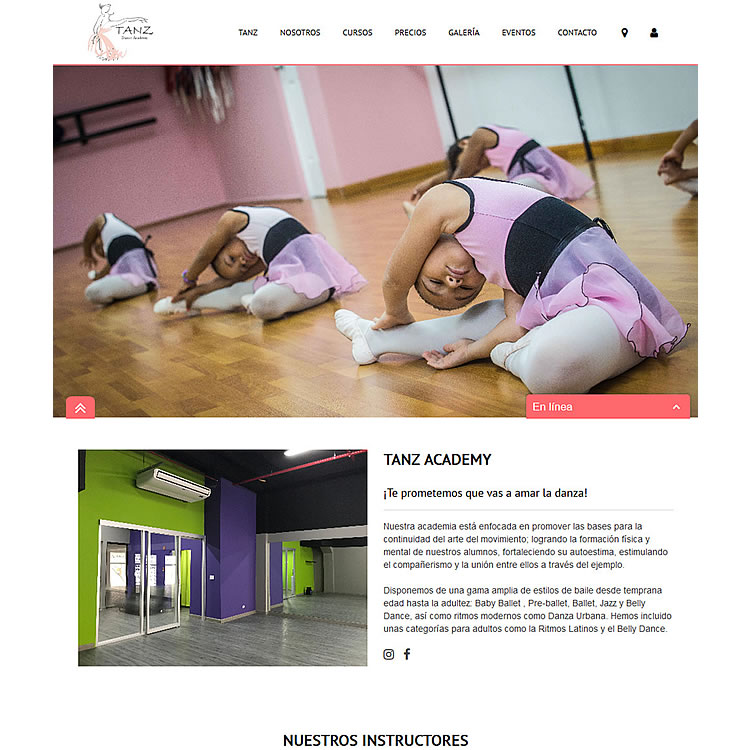 TANZ
Dance Academy
TANZ NOSOTROS CURSOS PRECIOS GALERÍA EVENTOS CONTACTO
En línea
TANZ ACADEMY
¡Te prometemos que vas a amar la danza!
Nuestra academia está enfocada en promover las bases para la
continuidad del arte del movimiento; logrando la formación física y
mental de nuestros alumnos, fortaleciendo su autoestima, estimulando
el compañerismo y la unión entre ellos a través del ejemplo.
Disponemos de una gama amplia de estilos de baile desde temprana
edad hasta la adultez: Baby Ballet , Pre-ballet, Ballet, Jazz y Belly
Dance, así como ritmos modernos como Danza Urbana. Hemos incluido
unas categorías para adultos como la Ritmos Latinos y el Belly Dance.
NUESTROS INSTRUCTORES